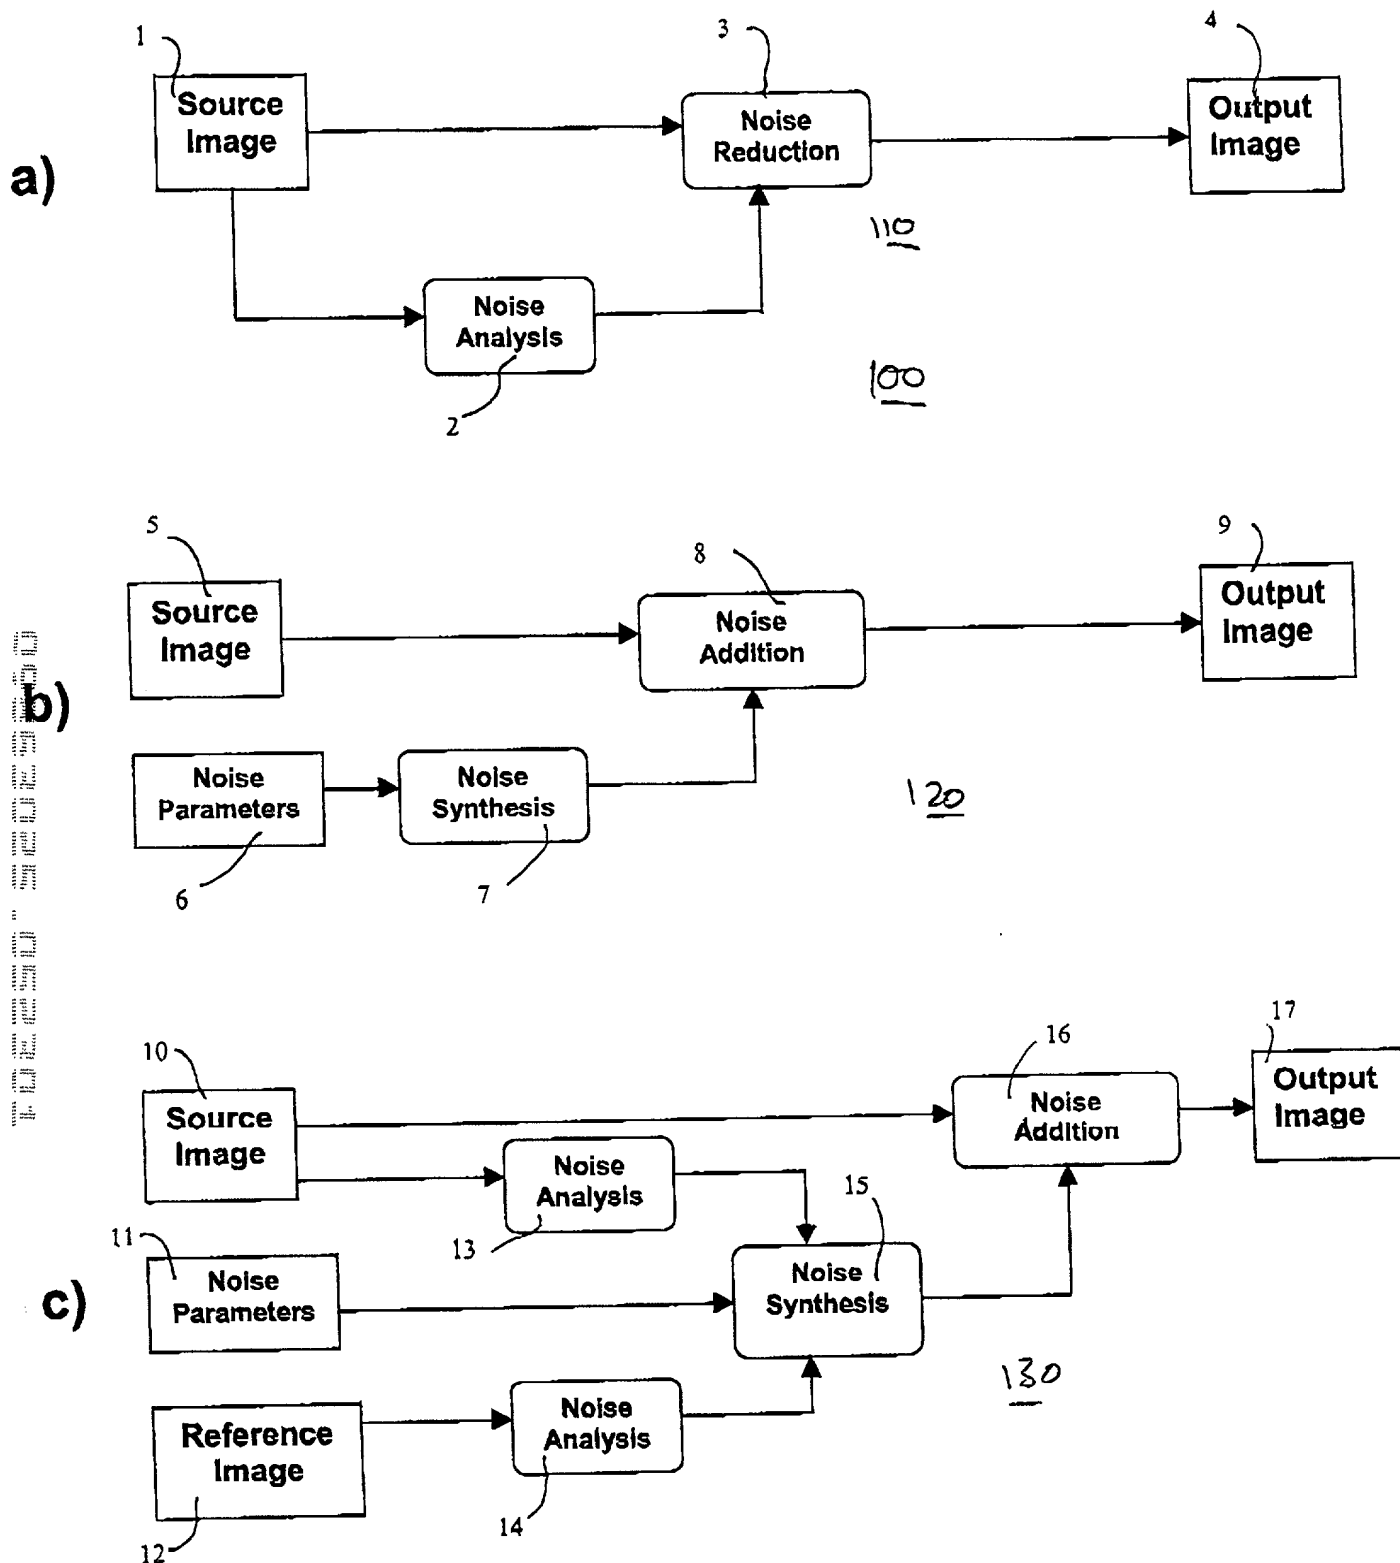 1
3
4
Source
Image
Noise
Reduction
Output
Image
a)
110
Noise
Analysis
100
2
5
8
9
Source
Image
Noise
Addition
Output
Image
b)
Noise
Parameters
Noise
Synthesis
120
6
7
10
16
17
Source
Image
Noise
Addition
Output
Image
Noise
Analysis
15
11
13
Noise
Parameters
Noise
Synthesis
c)
130
Reference
Image
Noise
Analysis
12
14